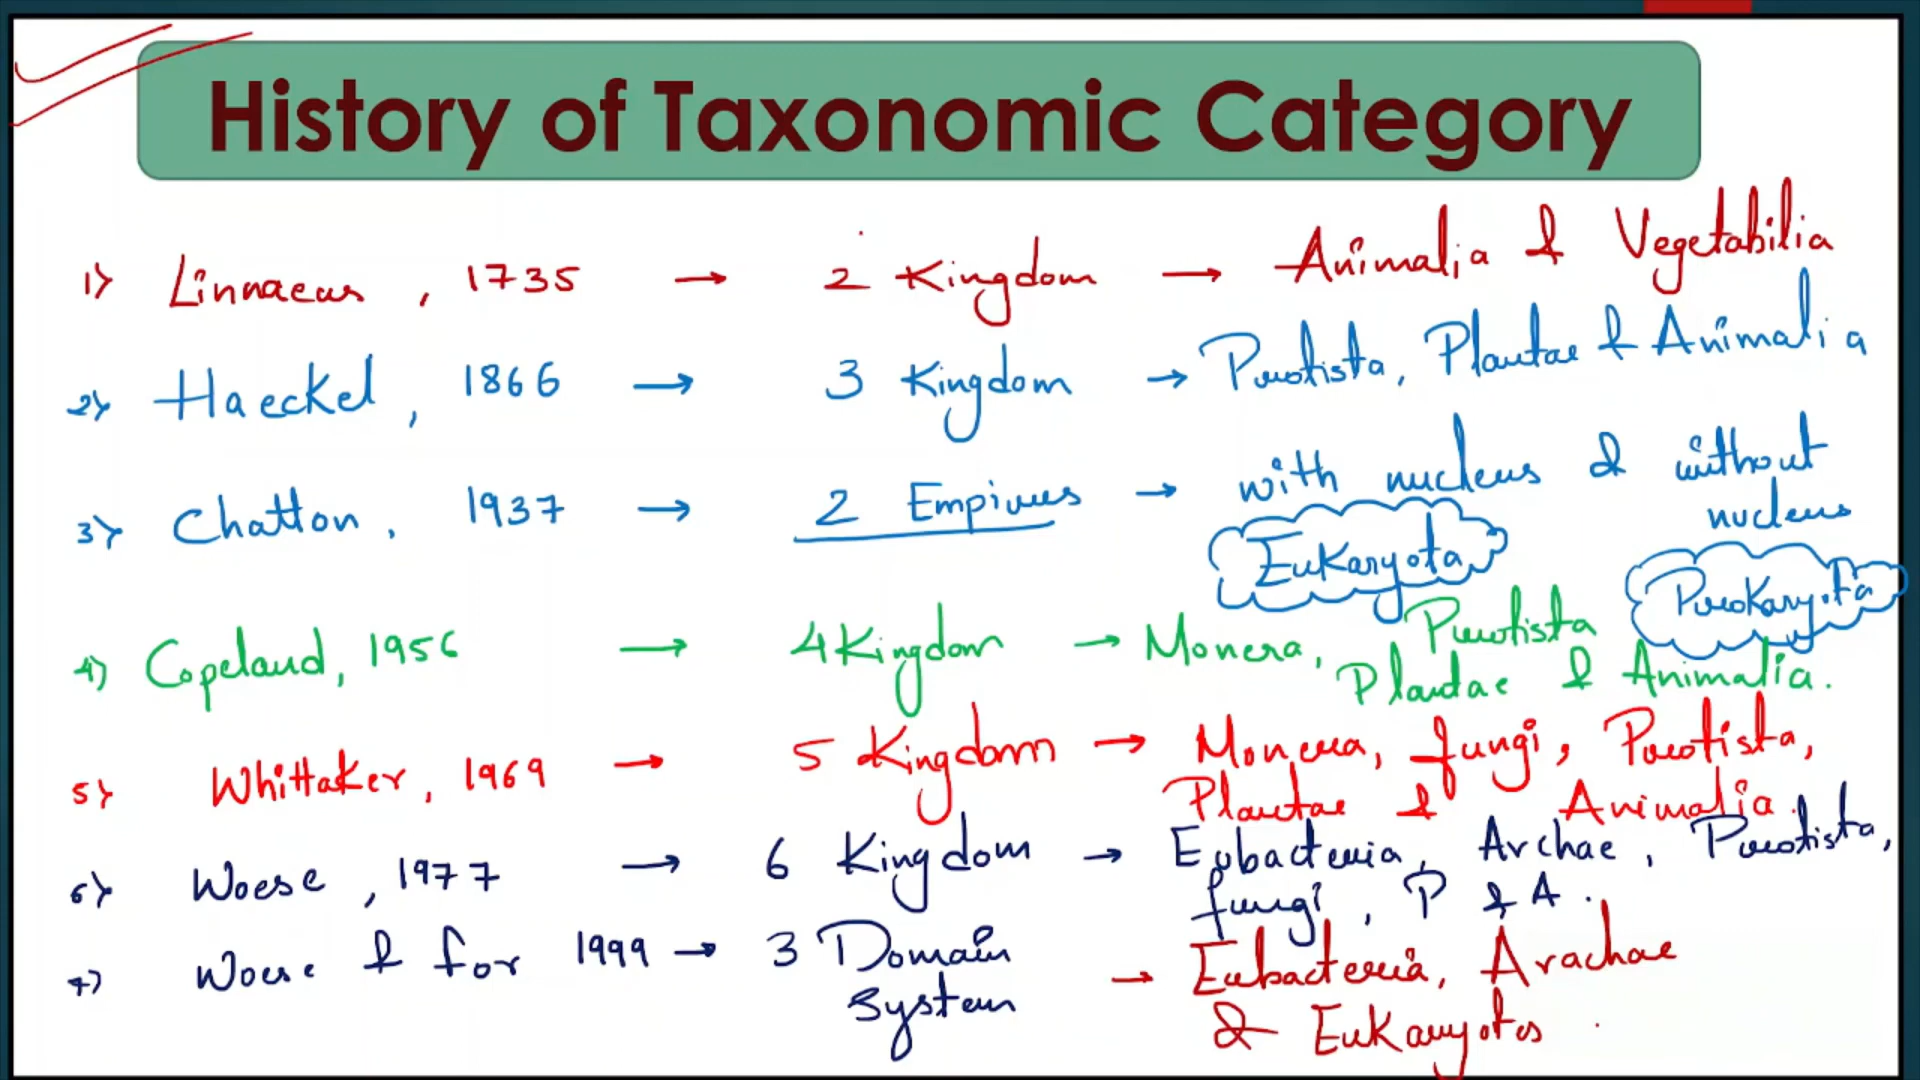 History of Taxonomic Category
1) Linnaeus, 1735 → 2 Kingdom → Animalia & Vegetabilia
2) Haeckel, 1866 → 3 Kingdom → Protista, Plantae & Animalia
3) Chatton, 1937 → 2 Empires → with nucleus & without
nucleus
Eukaryota Prokaryota
4) Copeland, 1956 → 4 Kingdom → Monera, Protista
Plantae & Animalia.
5) Whittaker, 1969 → 5 Kingdom → Monera, fungi, Protista,
Plantae & Animalia.
6) Woese, 1977 → 6 Kingdom → Eubacteria, Archae, Protista,
fungi, P & A.
7) Woese & for 1999 → 3 Domain → Eubacteria, Arachae
System
& Eukaryotes.